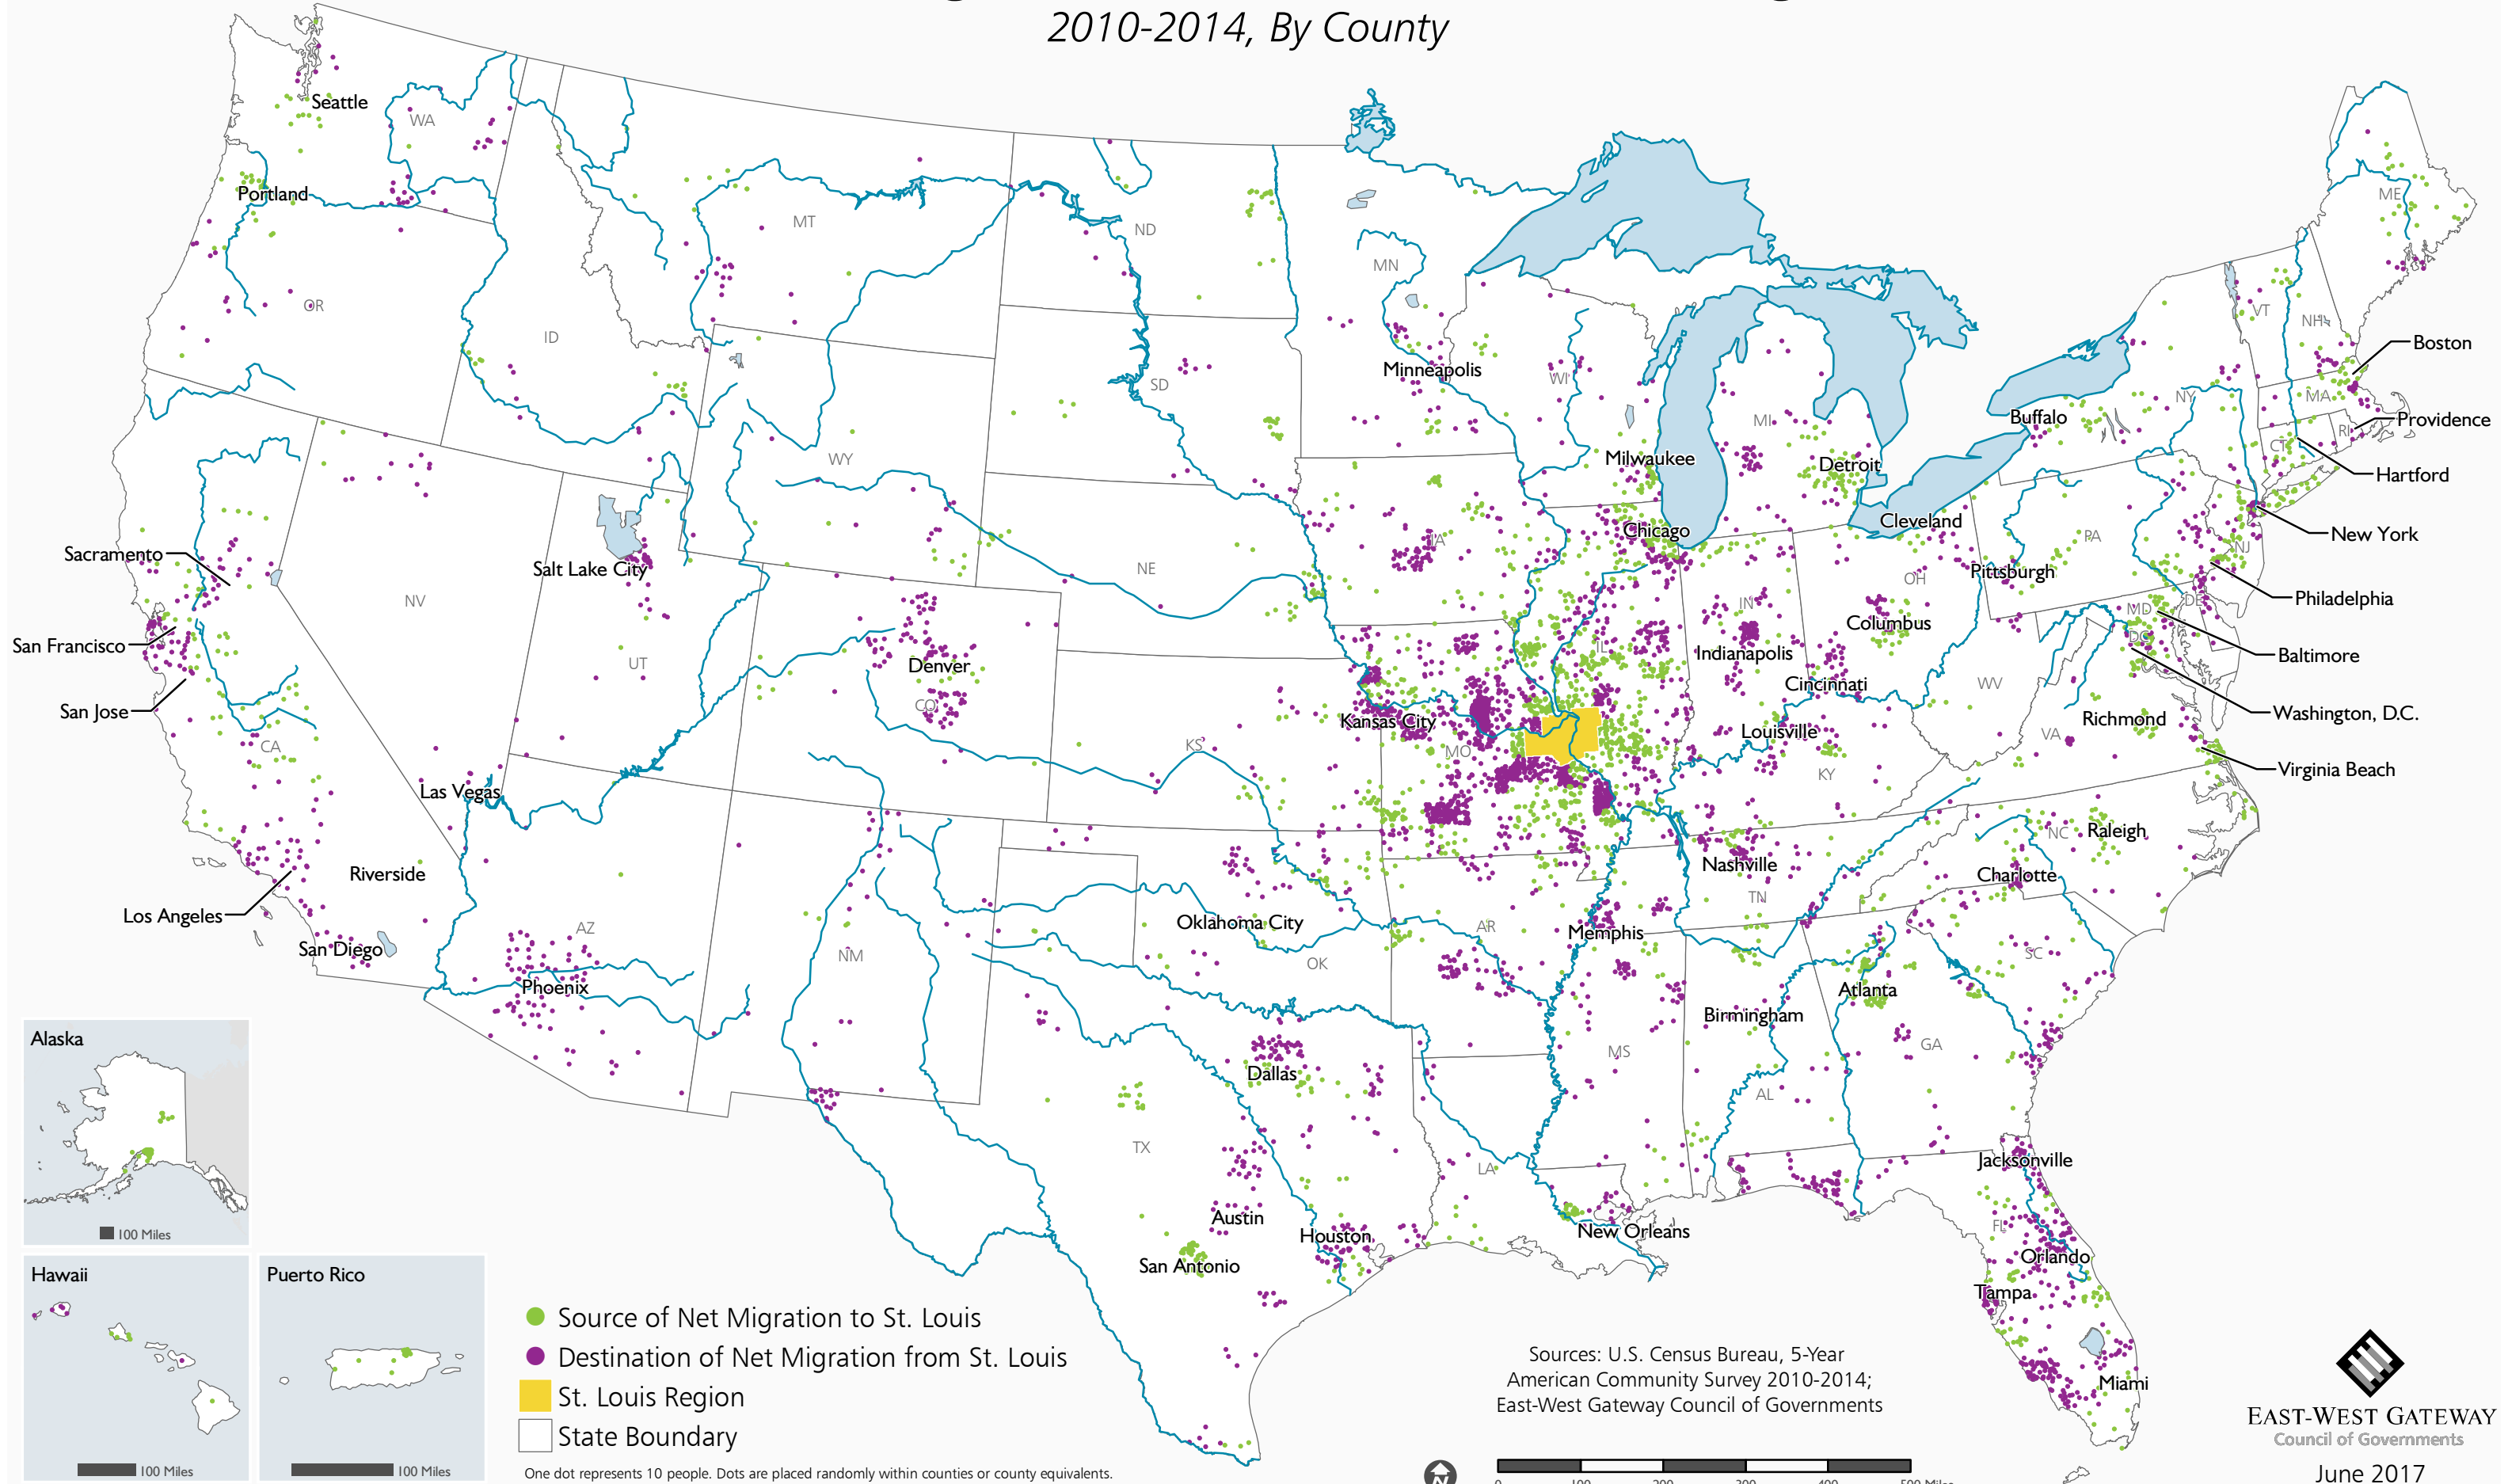 2010-2014, By County
Seattle
WA
Portland
OR
MT
ID
ND
MN
SD
Minneapolis
WI
MI
WY
Milwaukee
Detroit
Buffalo
NY
VT
NH
ME
MA
RI
CT
Boston
Providence
Hartford
New York
Philadelphia
Baltimore
Washington, D.C.
Virginia Beach
Sacramento
San Francisco
San Jose
NV
CA
Salt Lake City
UT
Denver
CO
NE
IA
Chicago
Cleveland
PA
NJ
Pittsburgh
OH
IN
Columbus
MD
DE
DC
IL
Indianapolis
Cincinnati
WV
Richmond
VA
Kansas City
KS
MO
Louisville
KY
Las Vegas
Riverside
Los Angeles
San Diego
AZ
Phoenix
NM
Oklahoma City
OK
AR
Memphis
Nashville
TN
NC
Raleigh
Charlotte
SC
Atlanta
Birmingham
GA
MS
AL
Dallas
TX
LA
Austin
Houston
San Antonio
New Orleans
Jacksonville
FL
Orlando
Tampa
Miami
Alaska
100 Miles
Hawaii
100 Miles
Puerto Rico
100 Miles
Source of Net Migration to St. Louis
Destination of Net Migration from St. Louis
St. Louis Region
State Boundary
One dot represents 10 people. Dots are placed randomly within counties or county equivalents.
Sources: U.S. Census Bureau, 5-Year
American Community Survey 2010-2014;
East-West Gateway Council of Governments
N
0 100 200 300 400 500 Miles
EAST-WEST GATEWAY
Council of Governments
June 2017